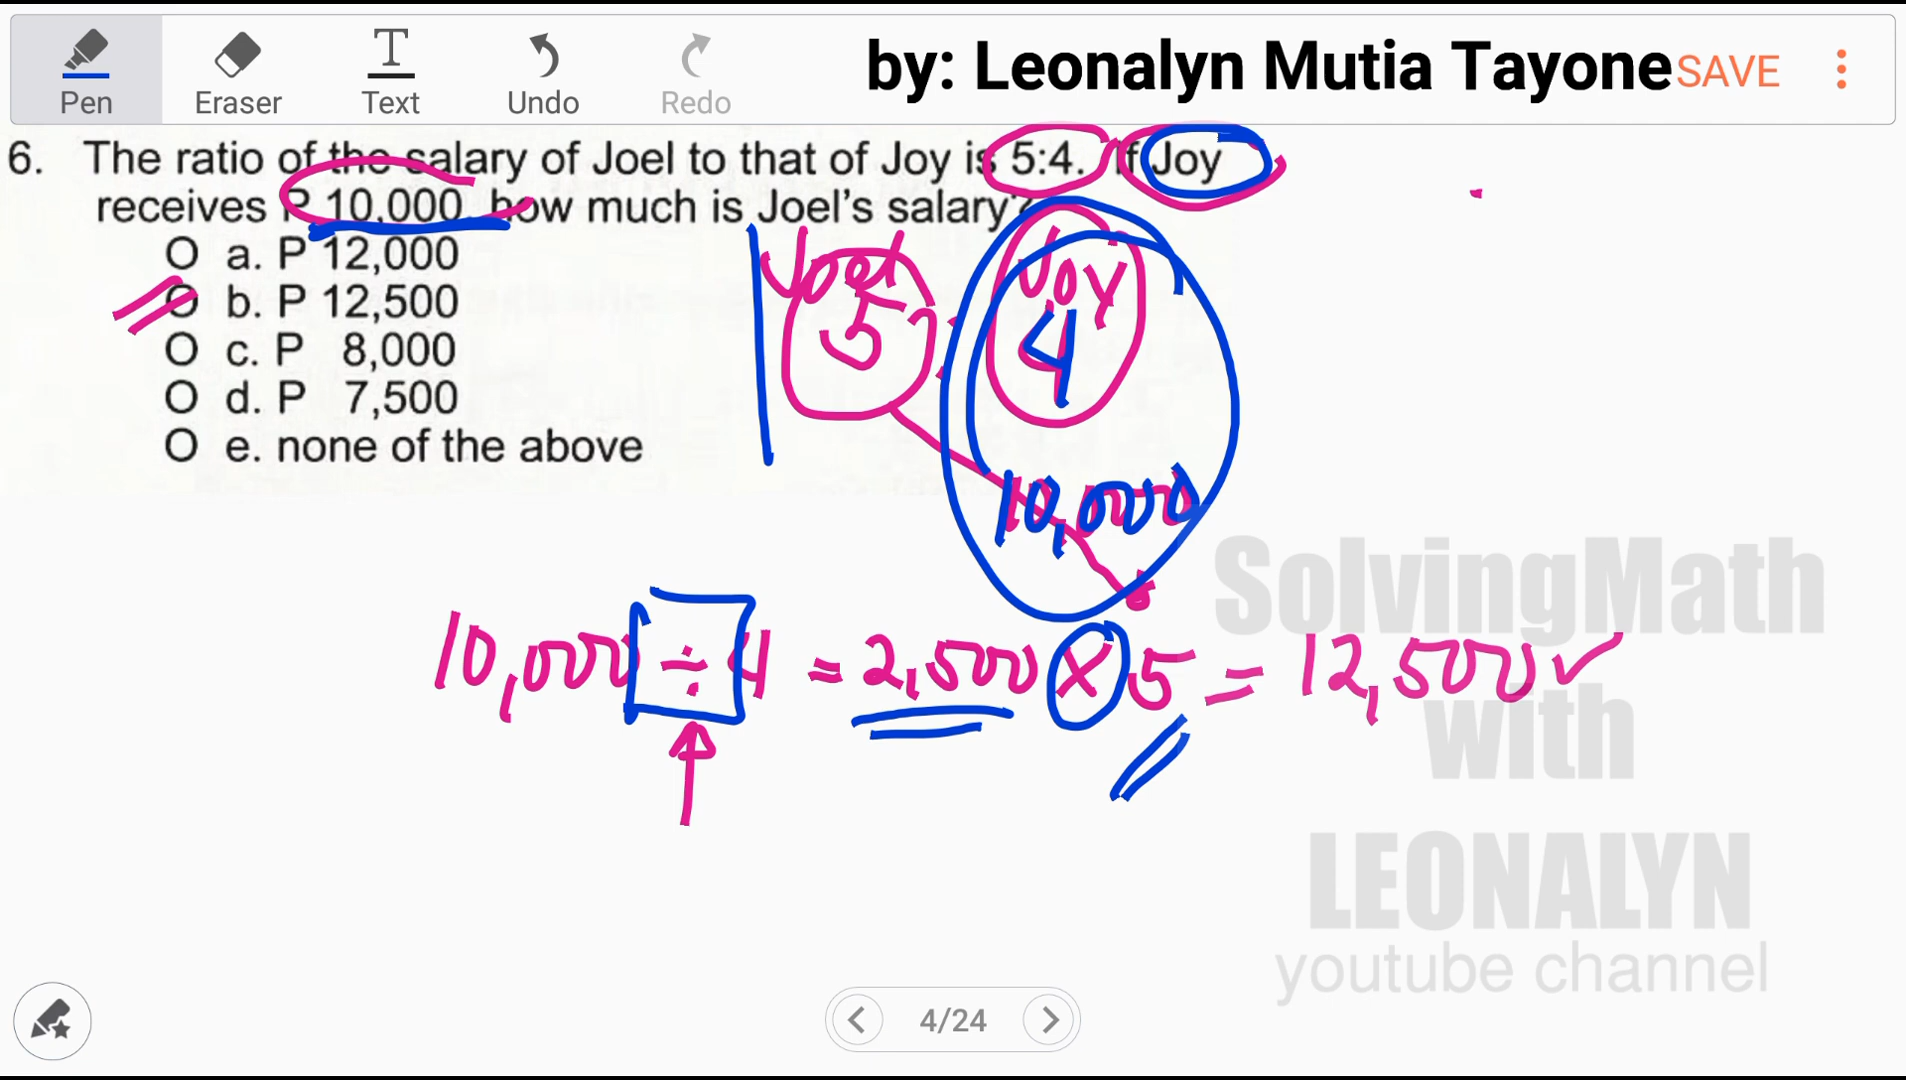 Pen
Eraser
T
Text
Undo
Redo
by: Leonalyn Mutia Tayone
SAVE
6. The ratio of the salary of Joel to that of Joy is 5:4. If Joy
receives P 10,000 how much is Joel's salary?
O a. P 12,000
O b. P 12,500
O c. P 8,000
O d. P 7,500
O e. none of the above
Joel Joy
5 : 4
10,000
10,000 ÷ 4 = 2,500 x 5 = 12,500 ✓
SolvingMath
with
LEONALYN
youtube channel
4/24